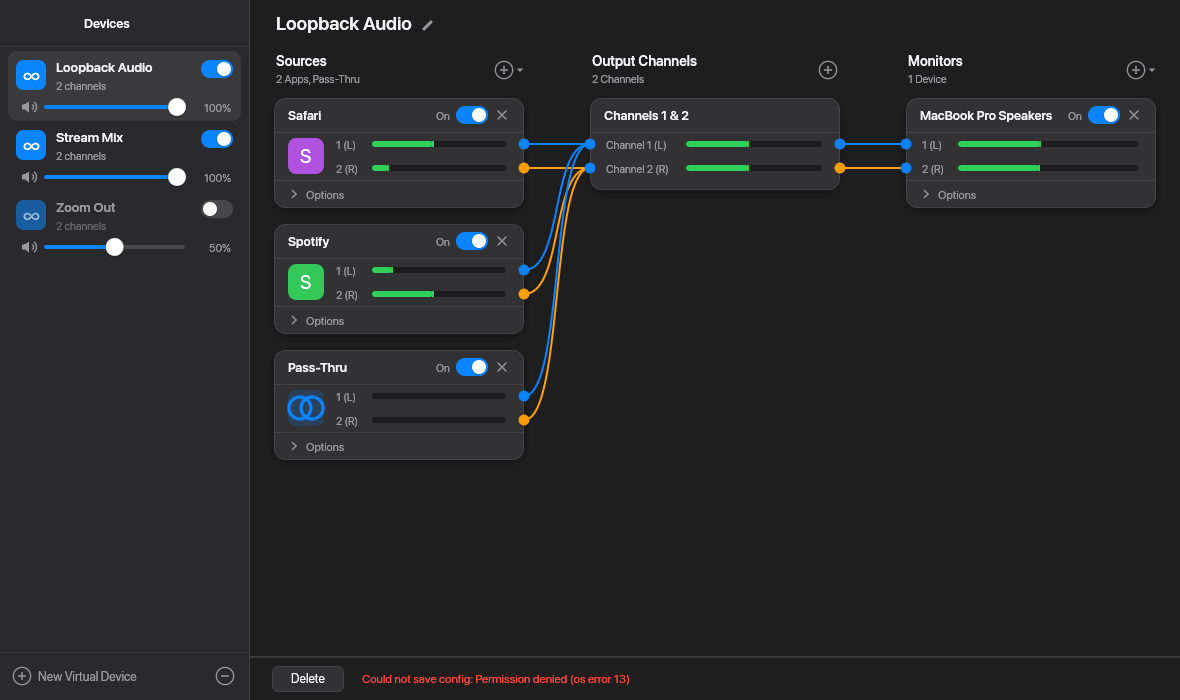 Devices
Loopback Audio
2 channels
100%
Stream Mix
2 channels
100%
Zoom Out
2 channels
50%
New Virtual Device
Loopback Audio
Sources
2 Apps, Pass-Thru
Safari On
S
1 (L)
2 (R)
Options
Spotify On
S
1 (L)
2 (R)
Options
Pass-Thru On
1 (L)
2 (R)
Options
Output Channels
2 Channels
Channels 1 & 2
Channel 1 (L)
Channel 2 (R)
Monitors
1 Device
MacBook Pro Speakers On
1 (L)
2 (R)
Options
Delete
Could not save config: Permission denied (os error 13)